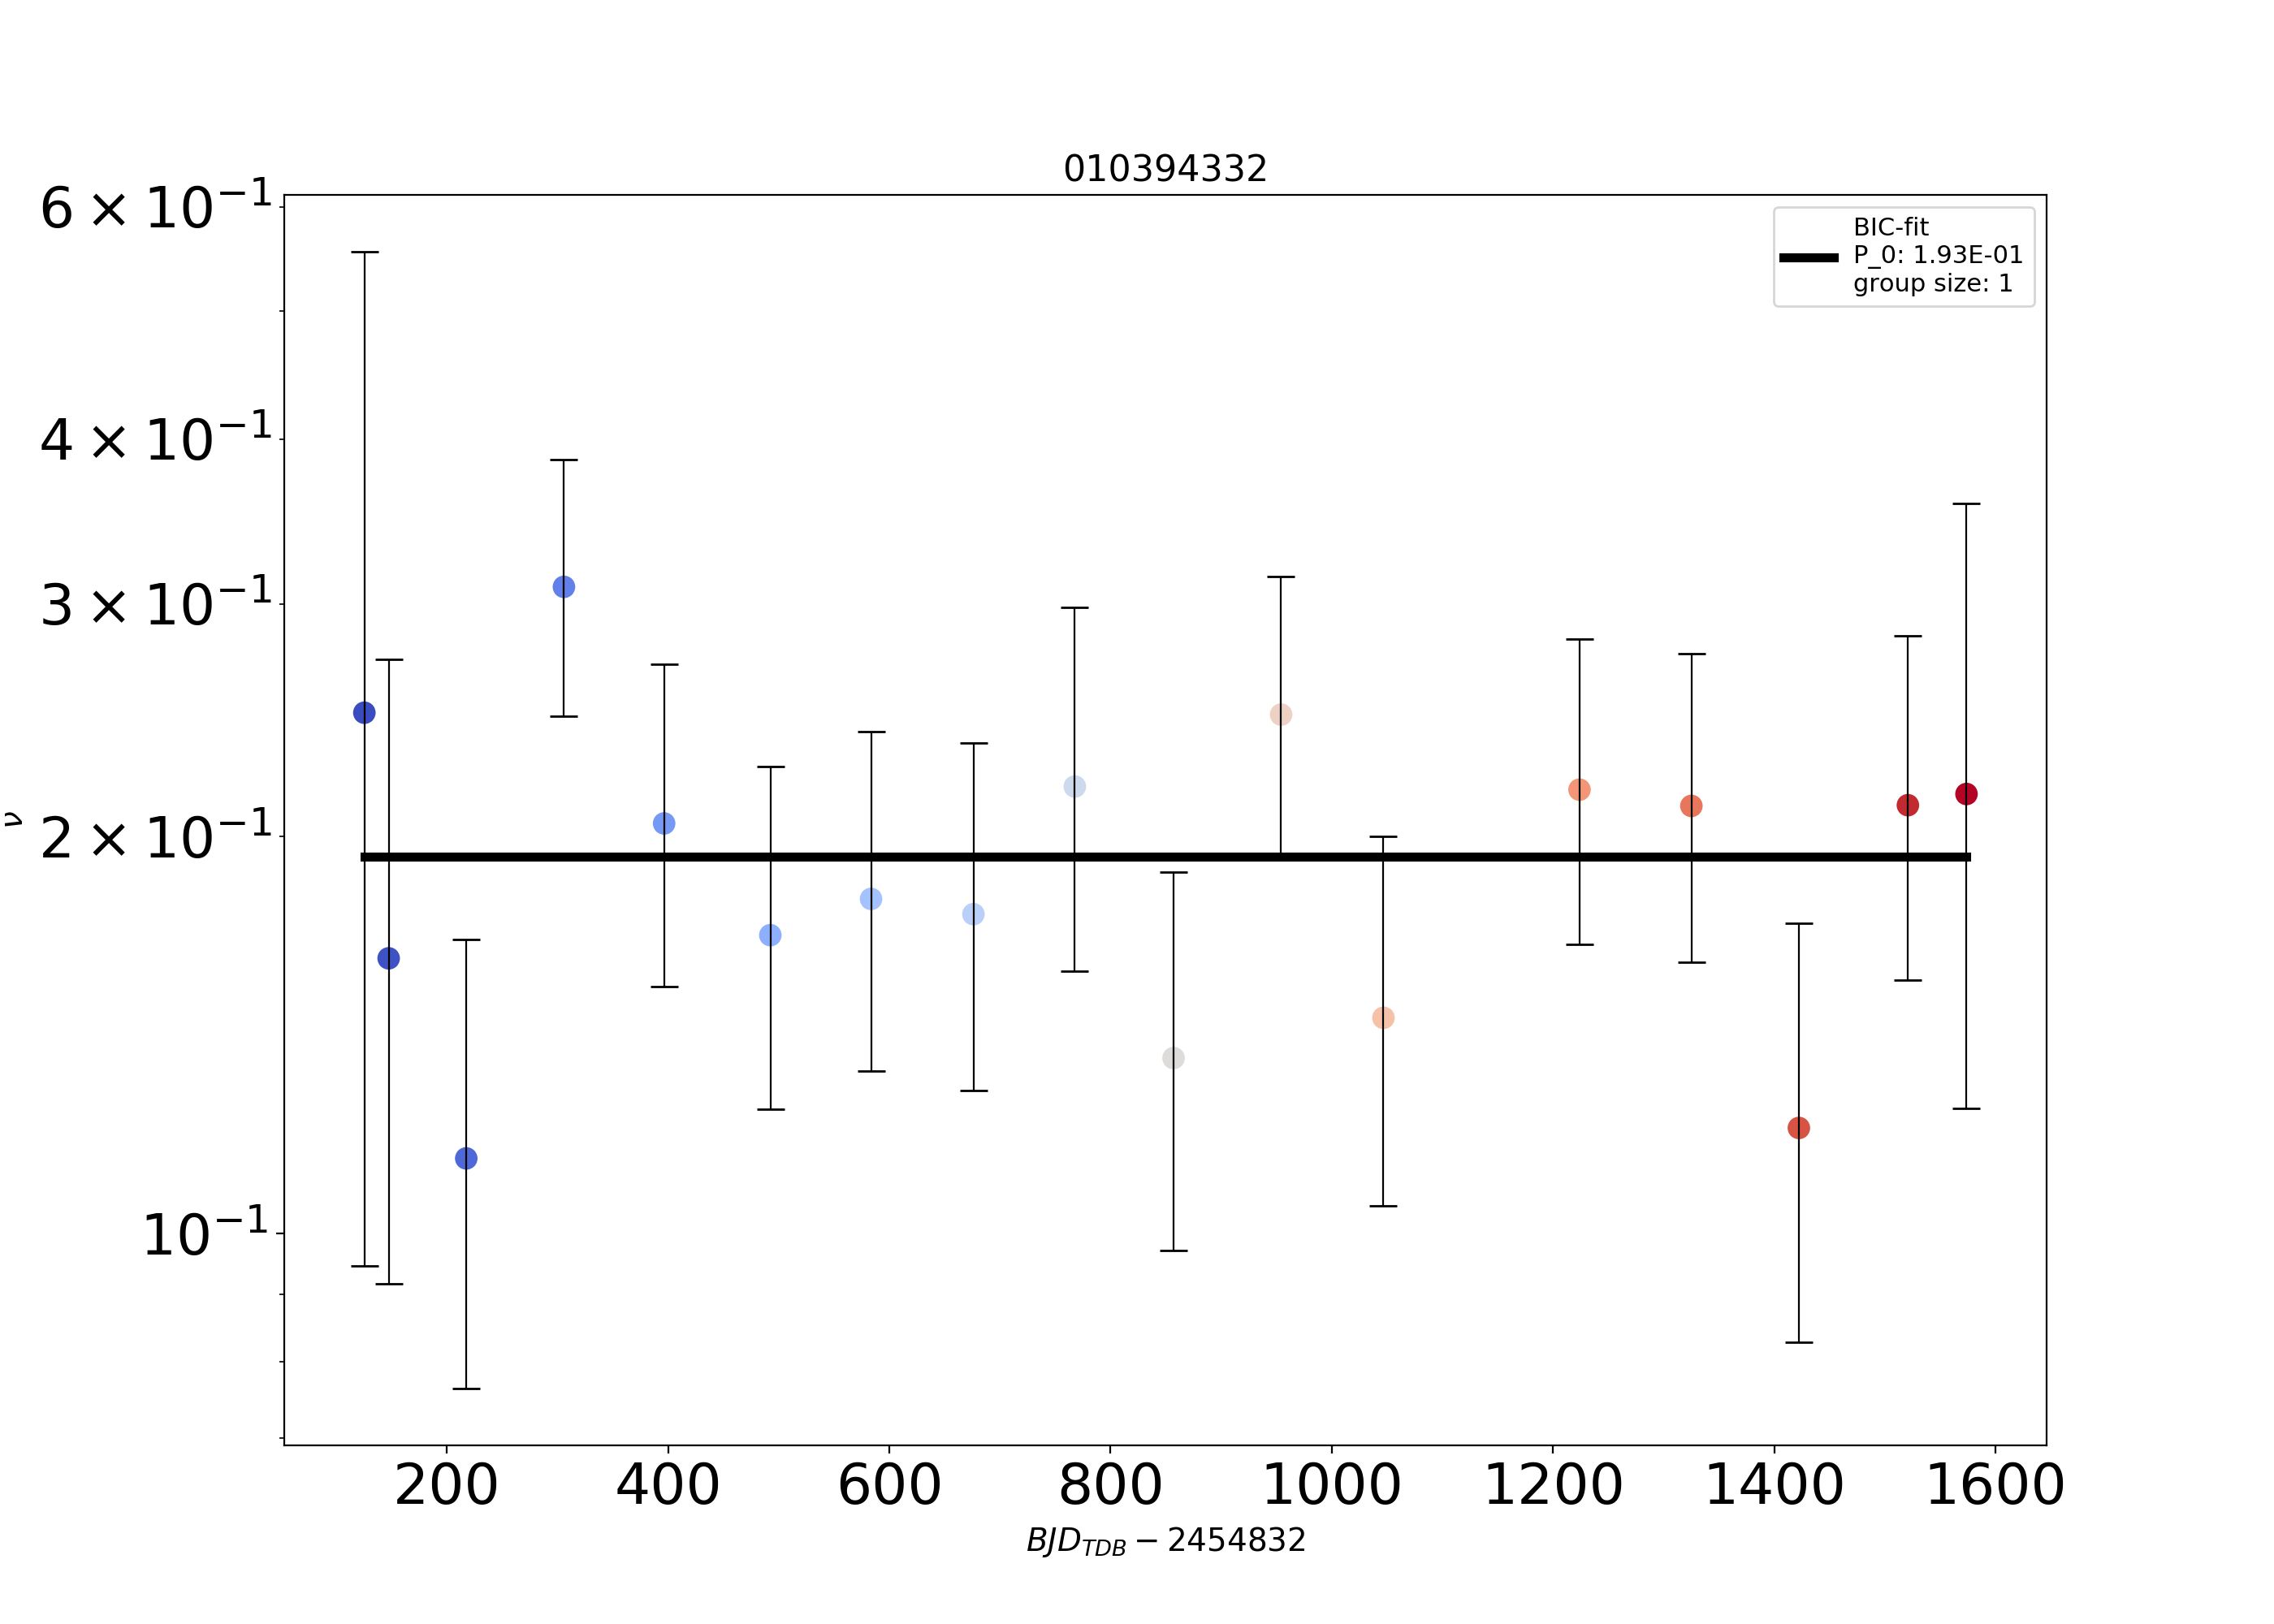 010394332
6 × 10⁻¹
4 × 10⁻¹
3 × 10⁻¹
2 × 10⁻¹
10⁻¹
ν
BIC-fit
P_0: 1.93E-01
group size: 1
200 400 600 800 1000 1200 1400 1600
BJD_TDB − 2454832